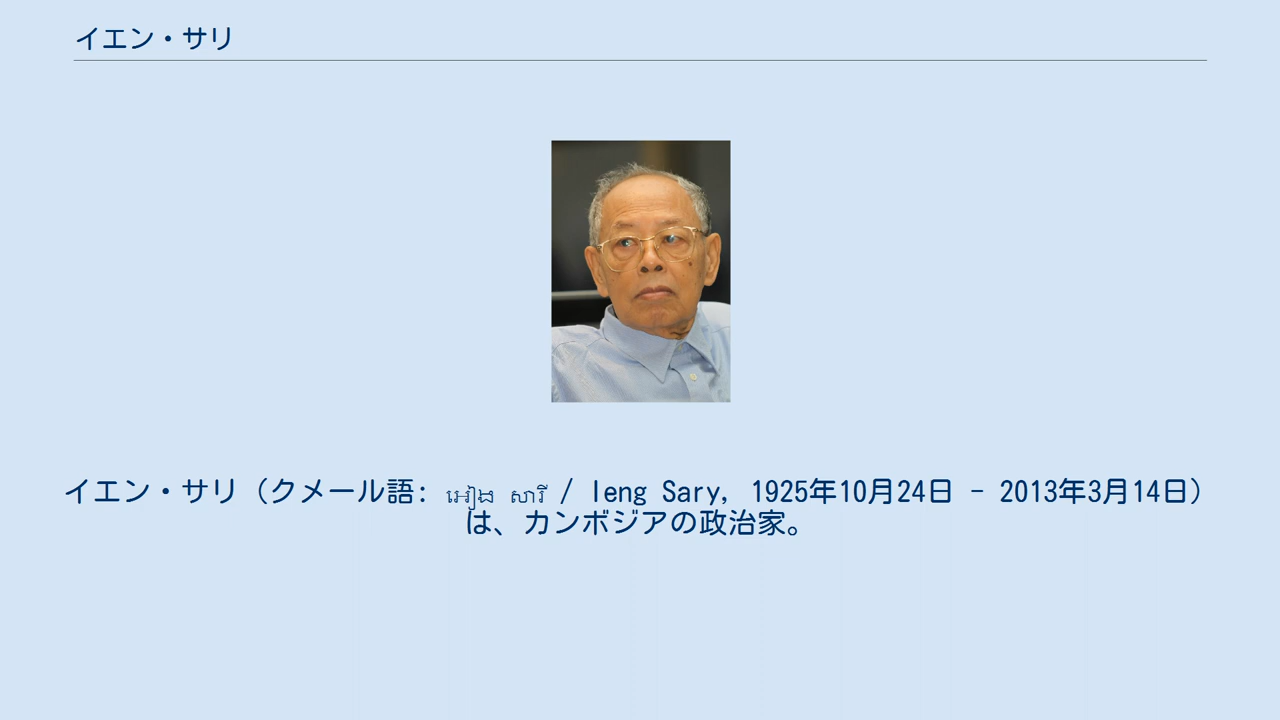 イエン・サリ
イエン・サリ（クメール語: អៀង សារី / Ieng Sary, 1925年10月24日 - 2013年3月14日）
は、カンボジアの政治家。